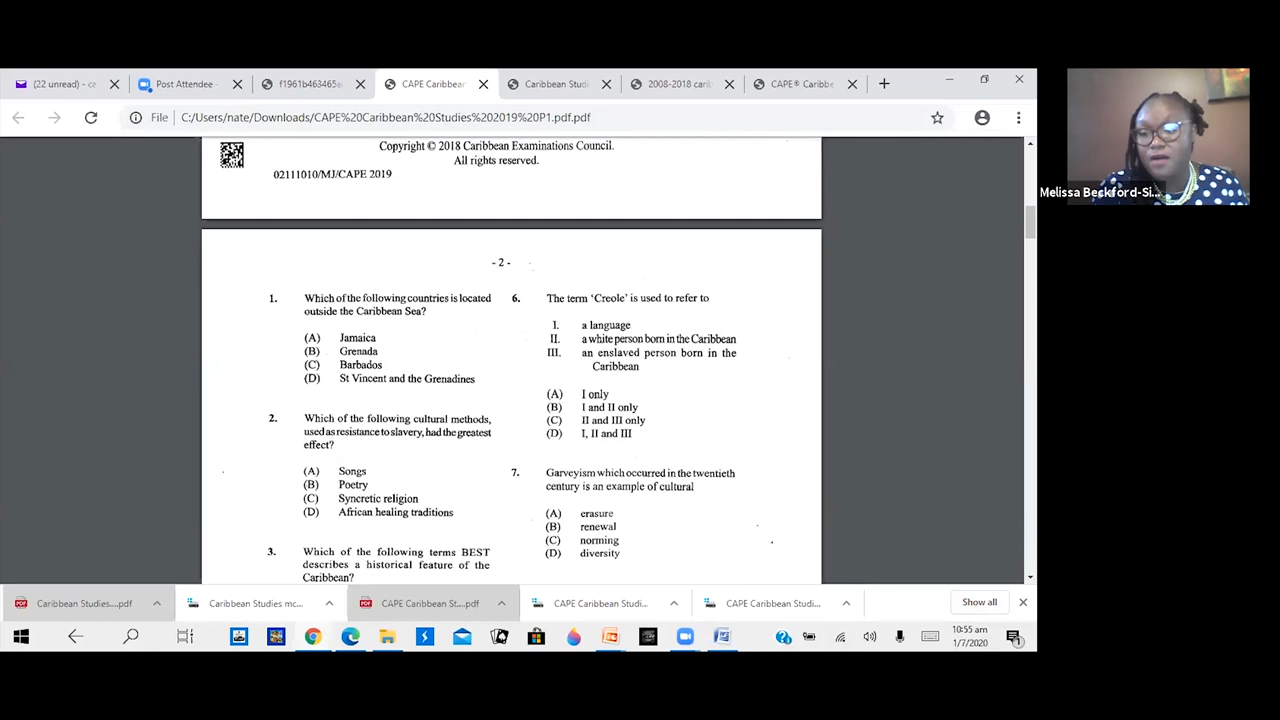 (22 unread) - ca
Post Attendee -
f1961b463465a
CAPE Caribbean
Caribbean Studi
2008-2018 carib
CAPE® Caribbe
File
C:/Users/nate/Downloads/CAPE%20Caribbean%20Studies%202019%20P1.pdf.pdf
Copyright © 2018 Caribbean Examinations Council.
All rights reserved.
02111010/MJ/CAPE 2019
- 2 -
1. Which of the following countries is located
outside the Caribbean Sea?
(A) Jamaica
(B) Grenada
(C) Barbados
(D) St Vincent and the Grenadines
2. Which of the following cultural methods,
used as resistance to slavery, had the greatest
effect?
(A) Songs
(B) Poetry
(C) Syncretic religion
(D) African healing traditions
3. Which of the following terms BEST
describes a historical feature of the
Caribbean?
6. The term ‘Creole’ is used to refer to
I. a language
II. a white person born in the Caribbean
III. an enslaved person born in the
Caribbean
(A) I only
(B) I and II only
(C) II and III only
(D) I, II and III
7. Garveyism which occurred in the twentieth
century is an example of cultural
(A) erasure
(B) renewal
(C) norming
(D) diversity
Melissa Beckford-Si...
Caribbean Studies....pdf
Caribbean Studies mc...
CAPE Caribbean St....pdf
CAPE Caribbean Studi...
CAPE Caribbean Studi...
Show all
10:55 am
1/7/2020